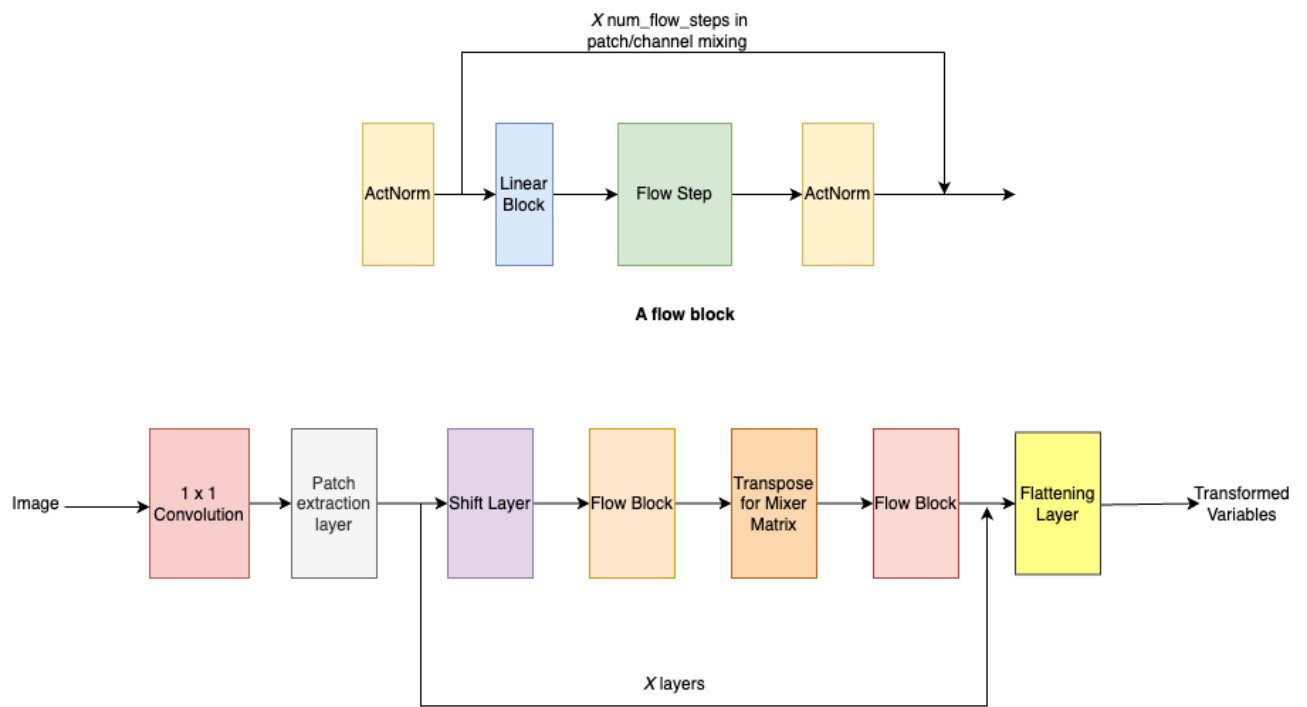 X num_flow_steps in
patch/channel mixing
ActNorm
Linear
Block
Flow Step
ActNorm
A flow block
Image
1 x 1
Convolution
Patch
extraction
layer
Shift Layer
Flow Block
Transpose
for Mixer
Matrix
Flow Block
Flattening
Layer
Transformed
Variables
X layers